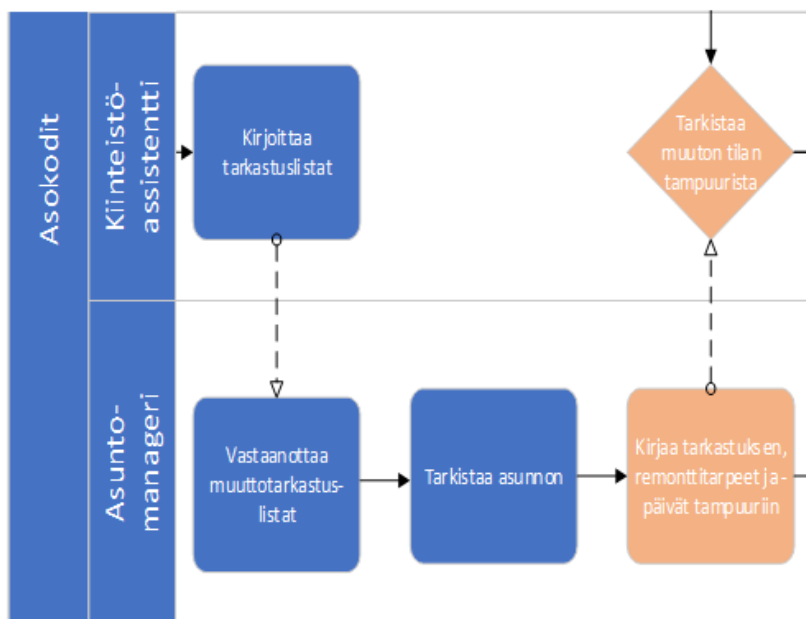 Asokodit
Kiinteistö-
assistentti
Kirjoittaa
tarkastuslistat
Tarkistaa
muuton tilan
tampuurista
Asunto-
manageri
Vastaanottaa
muuttotarkastus-
listat
Tarkistaa asunnon
Kirjaa tarkastuksen,
remonttitarpeet ja -
päivät tampuuriin